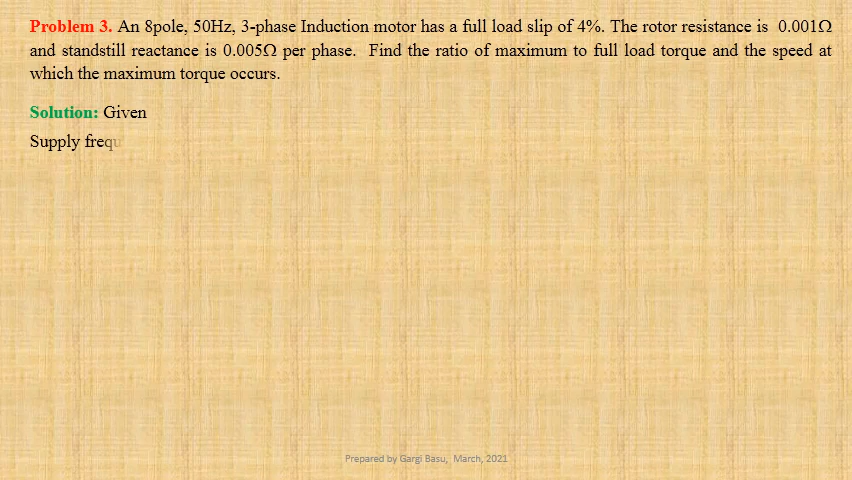 Problem 3. An 8pole, 50Hz, 3-phase Induction motor has a full load slip of 4%. The rotor resistance is 0.001Ω
and standstill reactance is 0.005Ω per phase. Find the ratio of maximum to full load torque and the speed at
which the maximum torque occurs.
Solution: Given
Supply frequ
Prepared by Gargi Basu, March, 2021